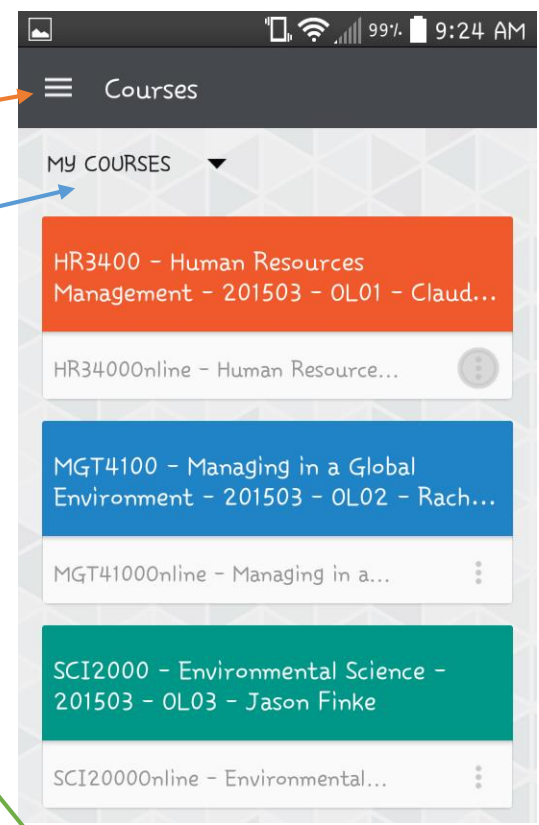 99% 9:24 AM
Courses
MY COURSES
HR3400 - Human Resources
Management - 201503 - OL01 - Claud...
HR3400Online - Human Resource...
MGT4100 - Managing in a Global
Environment - 201503 - OL02 - Rach...
MGT4100Online - Managing in a...
SCI2000 - Environmental Science -
201503 - OL03 - Jason Finke
SCI2000Online - Environmental...